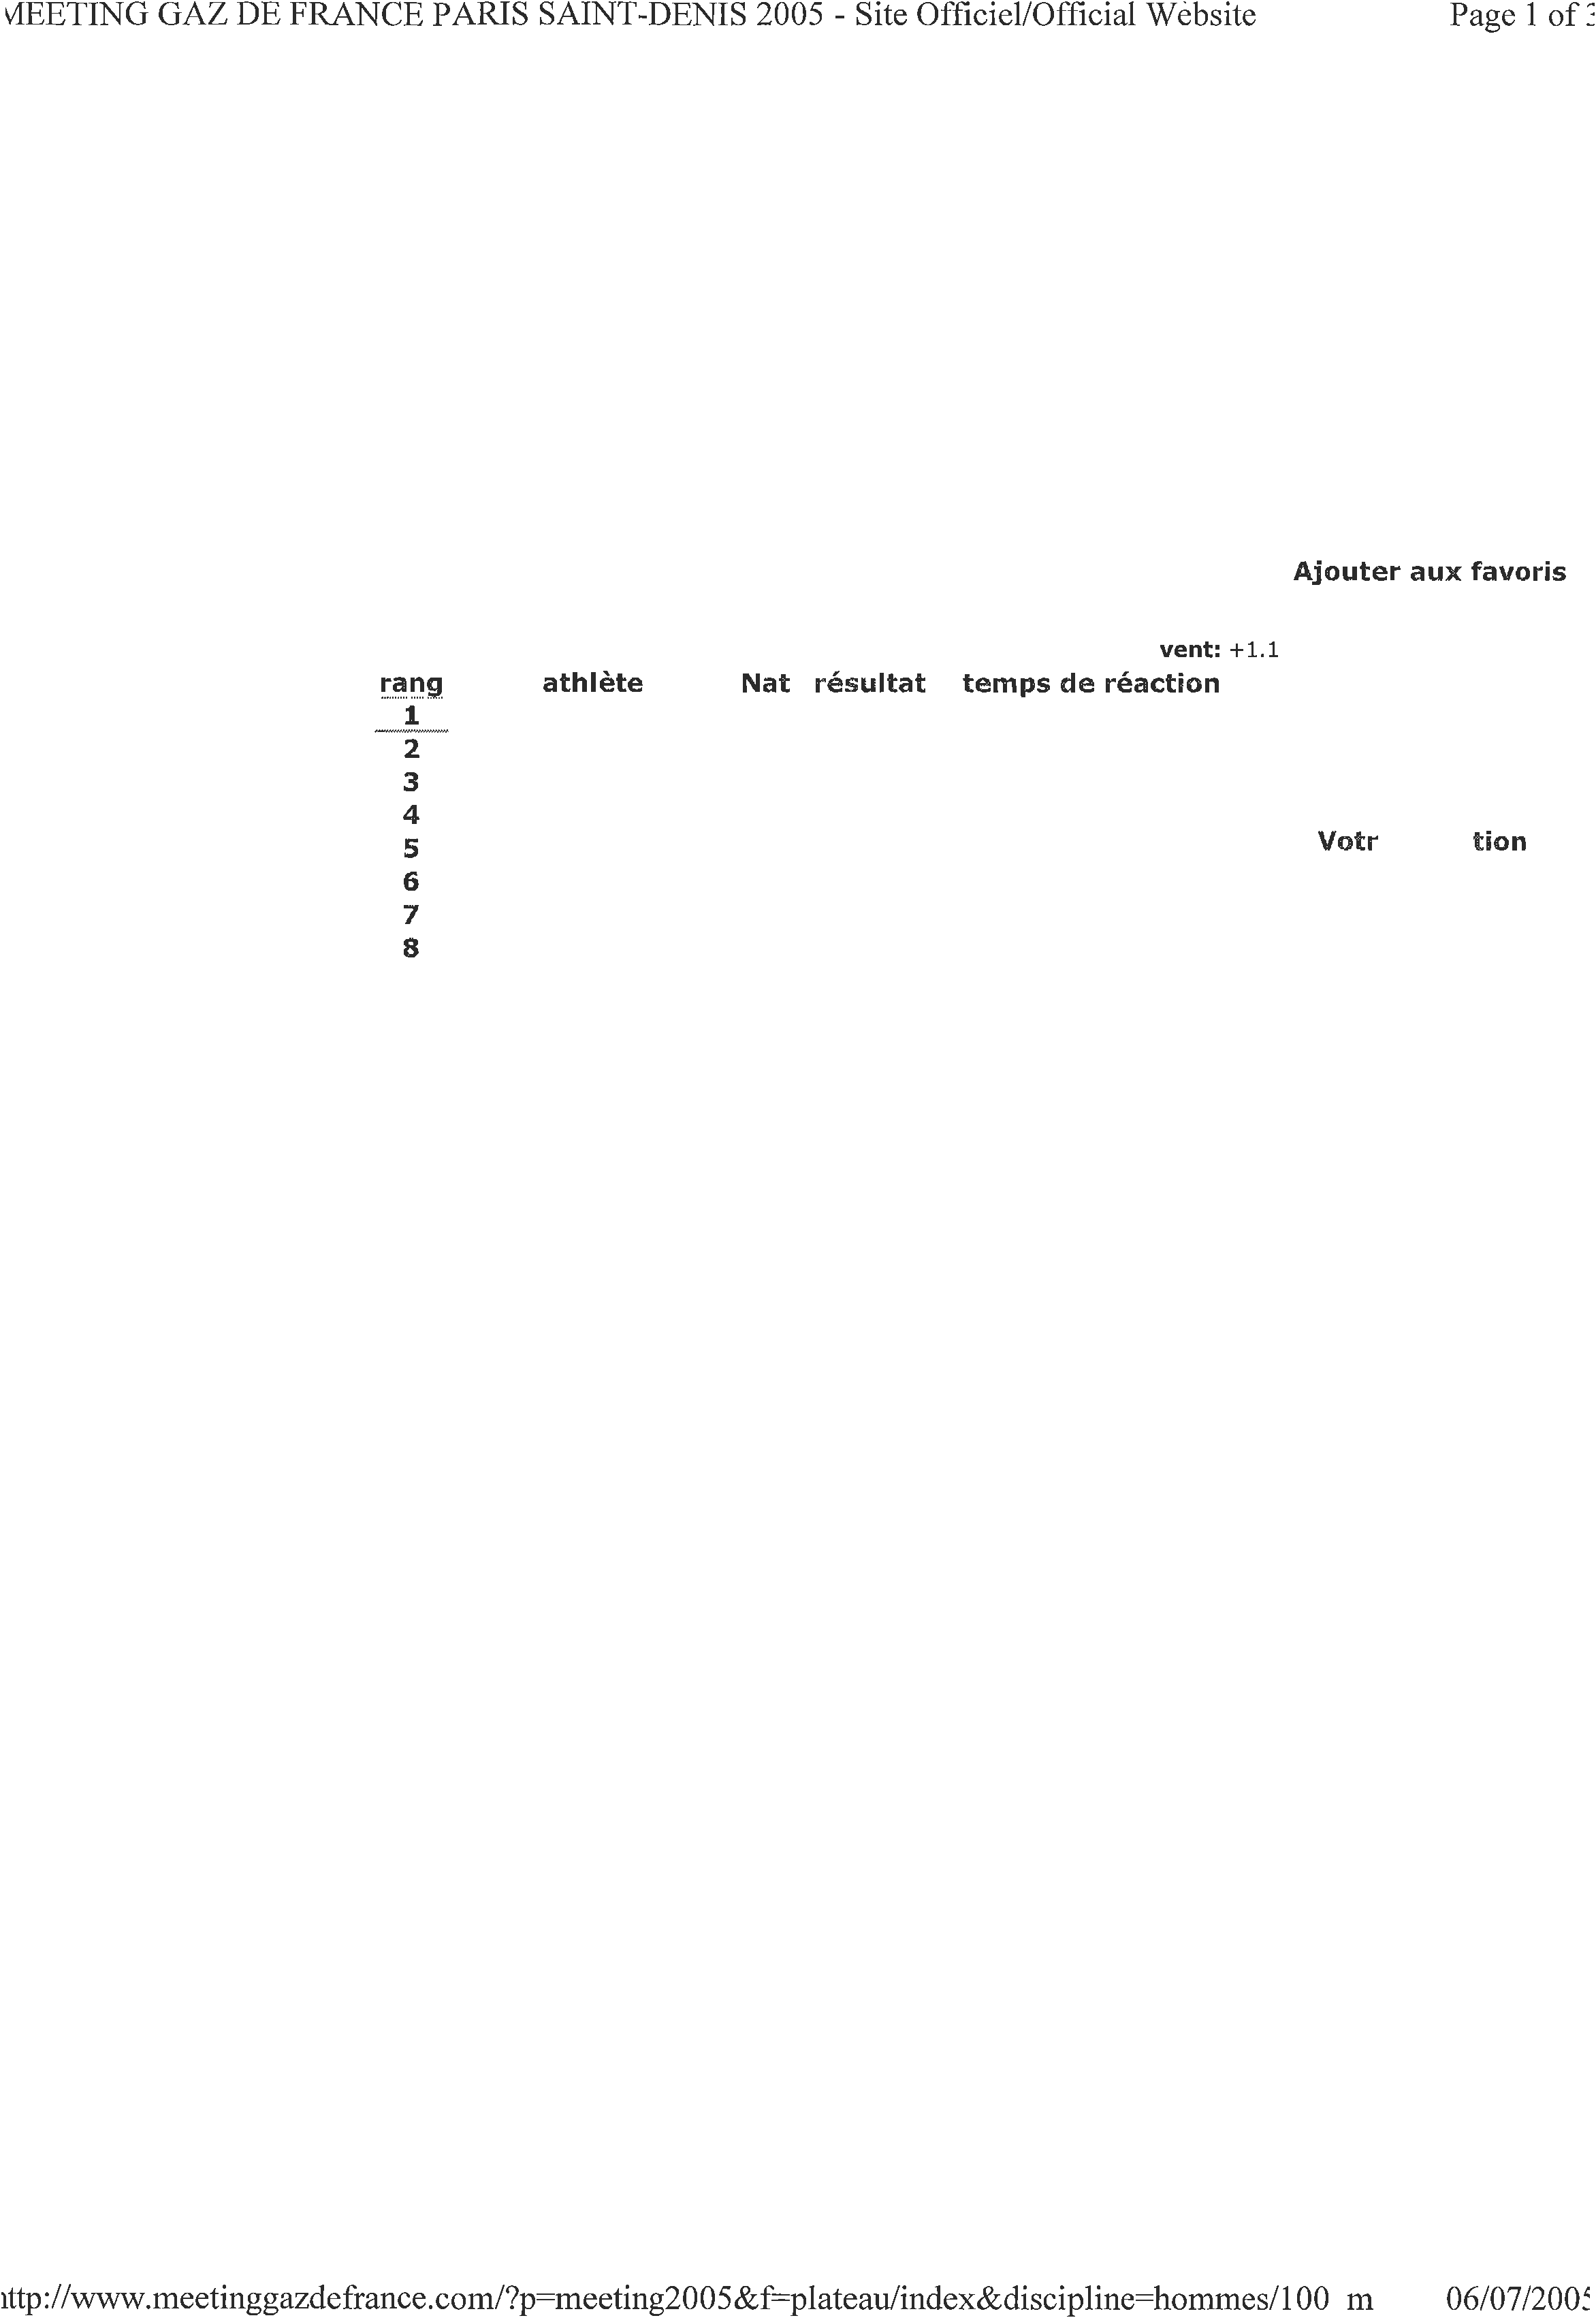 MEETING GAZ DE FRANCE PARIS SAINT-DENIS 2005 - Site Officiel/Official Website Page 1 of 3
Ajouter aux favoris
vent: +1.1
rang athlète Nat résultat temps de réaction
1
2
3
4
5
Votr tion
6
7
8
http://www.meetinggazdefrance.com/?p=meeting2005&f=plateau/index&discipline=hommes/100_m 06/07/2005